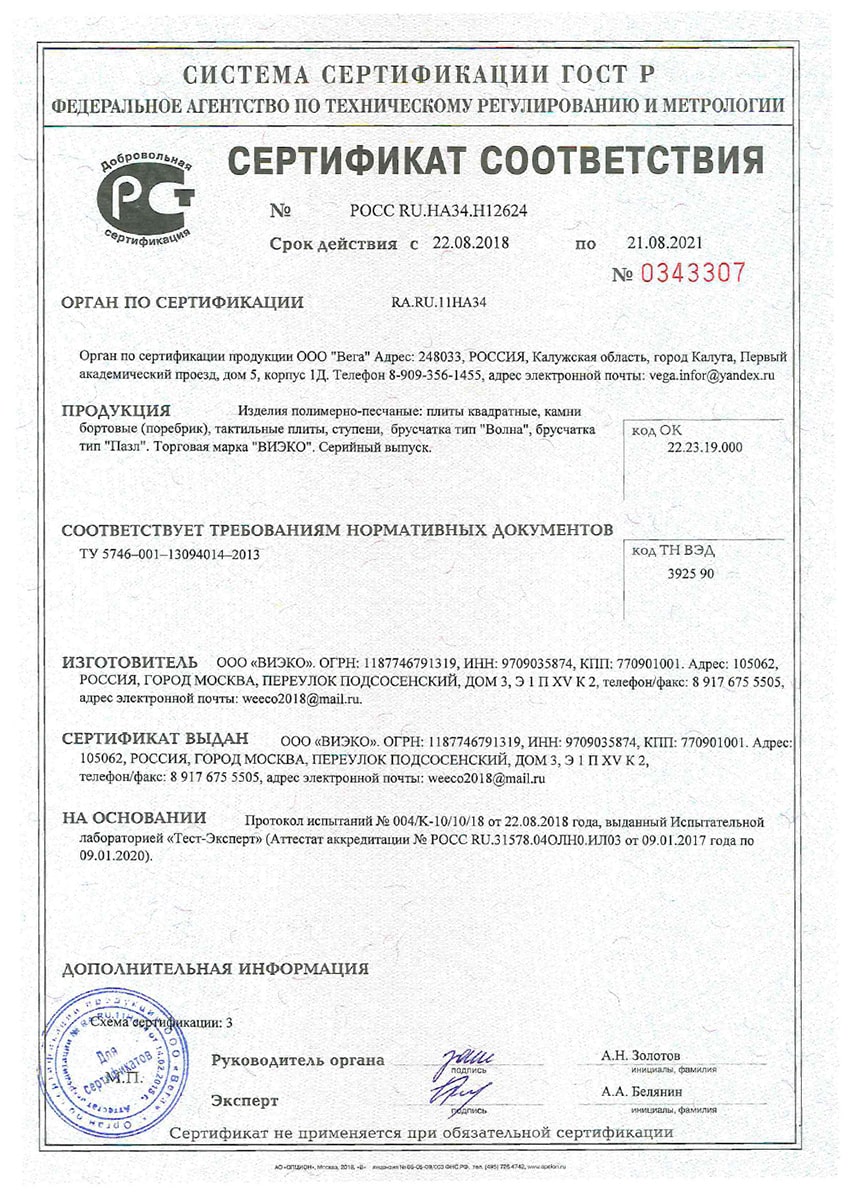 СИСТЕМА СЕРТИФИКАЦИИ ГОСТ Р
ФЕДЕРАЛЬНОЕ АГЕНТСТВО ПО ТЕХНИЧЕСКОМУ РЕГУЛИРОВАНИЮ И МЕТРОЛОГИИ
Добровольная
РСТ
сертификация
СЕРТИФИКАТ СООТВЕТСТВИЯ
№ РОСС RU.НА34.Н12624
Срок действия с 22.08.2018 по 21.08.2021
№ 0343307
ОРГАН ПО СЕРТИФИКАЦИИ RA.RU.11НА34
Орган по сертификации продукции ООО "Вега" Адрес: 248033, РОССИЯ, Калужская область, город Калуга, Первый
академический проезд, дом 5, корпус 1Д. Телефон 8-909-356-1455, адрес электронной почты: vega.infor@yandex.ru
ПРОДУКЦИЯ Изделия полимерно-песчаные: плиты квадратные, камни
бортовые (поребрик), тактильные плиты, ступени, брусчатка тип "Волна", брусчатка
тип "Пазл". Торговая марка "ВИЭКО". Серийный выпуск.
код ОК
22.23.19.000
СООТВЕТСТВУЕТ ТРЕБОВАНИЯМ НОРМАТИВНЫХ ДОКУМЕНТОВ
ТУ 5746–001–13094014–2013
код ТН ВЭД
3925 90
ИЗГОТОВИТЕЛЬ ООО «ВИЭКО». ОГРН: 1187746791319, ИНН: 9709035874, КПП: 770901001. Адрес: 105062,
РОССИЯ, ГОРОД МОСКВА, ПЕРЕУЛОК ПОДСОСЕНСКИЙ, ДОМ 3, Э 1 П XV К 2, телефон/факс: 8 917 675 5505,
адрес электронной почты: weeco2018@mail.ru.
СЕРТИФИКАТ ВЫДАН ООО «ВИЭКО». ОГРН: 1187746791319, ИНН: 9709035874, КПП: 770901001. Адрес:
105062, РОССИЯ, ГОРОД МОСКВА, ПЕРЕУЛОК ПОДСОСЕНСКИЙ, ДОМ 3, Э 1 П XV К 2,
телефон/факс: 8 917 675 5505, адрес электронной почты: weeco2018@mail.ru
НА ОСНОВАНИИ Протокол испытаний № 004/К-10/10/18 от 22.08.2018 года, выданный Испытательной
лабораторией «Тест-Эксперт» (Аттестат аккредитации № РОСС RU.31578.04ОЛН0.ИЛ03 от 09.01.2017 года по
09.01.2020).
ДОПОЛНИТЕЛЬНАЯ ИНФОРМАЦИЯ
Схема сертификации: 3
Для
сертификатов
М.П.
Руководитель органа
подпись
А.Н. Золотов
инициалы, фамилия
Эксперт
подпись
А.А. Белянин
инициалы, фамилия
Сертификат не применяется при обязательной сертификации